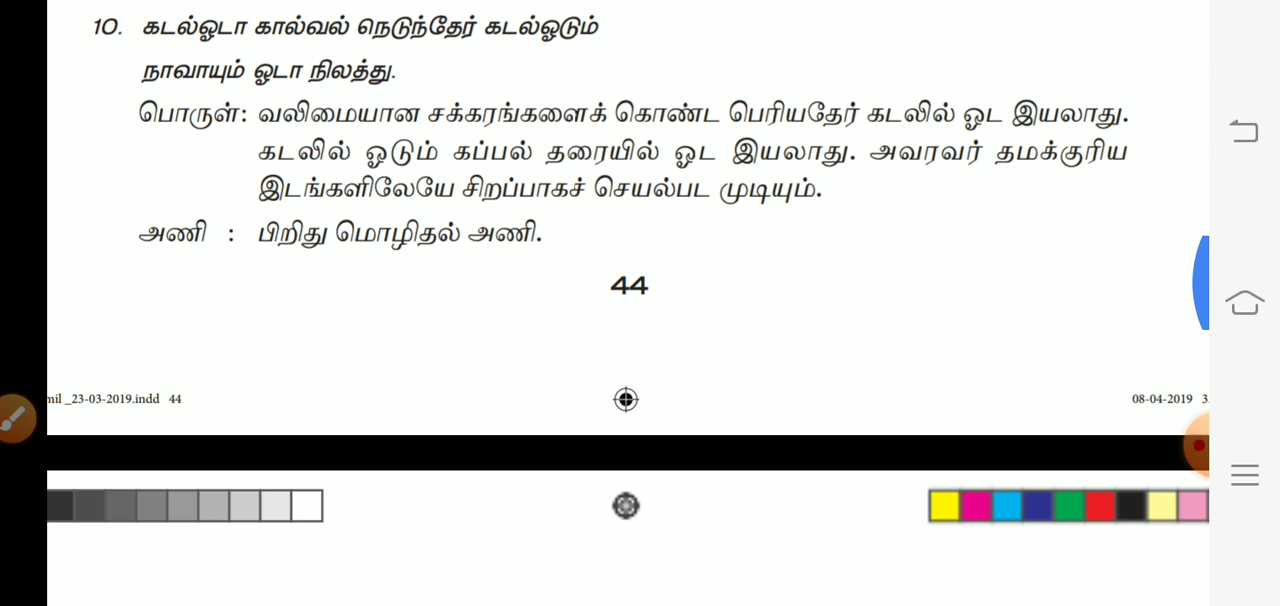 10. கடல்ஓடா கால்வல் நெடுந்தேர் கடல்ஓடும்
நாவாயும் ஓடா நிலத்து.
பொருள்: வலிமையான சக்கரங்களைக் கொண்ட பெரியதேர் கடலில் ஓட இயலாது.
கடலில் ஓடும் கப்பல் தரையில் ஓட இயலாது. அவரவர் தமக்குரிய
இடங்களிலேயே சிறப்பாகச் செயல்பட முடியும்.
அணி : பிறிது மொழிதல் அணி.
44
mil _23-03-2019.indd 44
08-04-2019 3